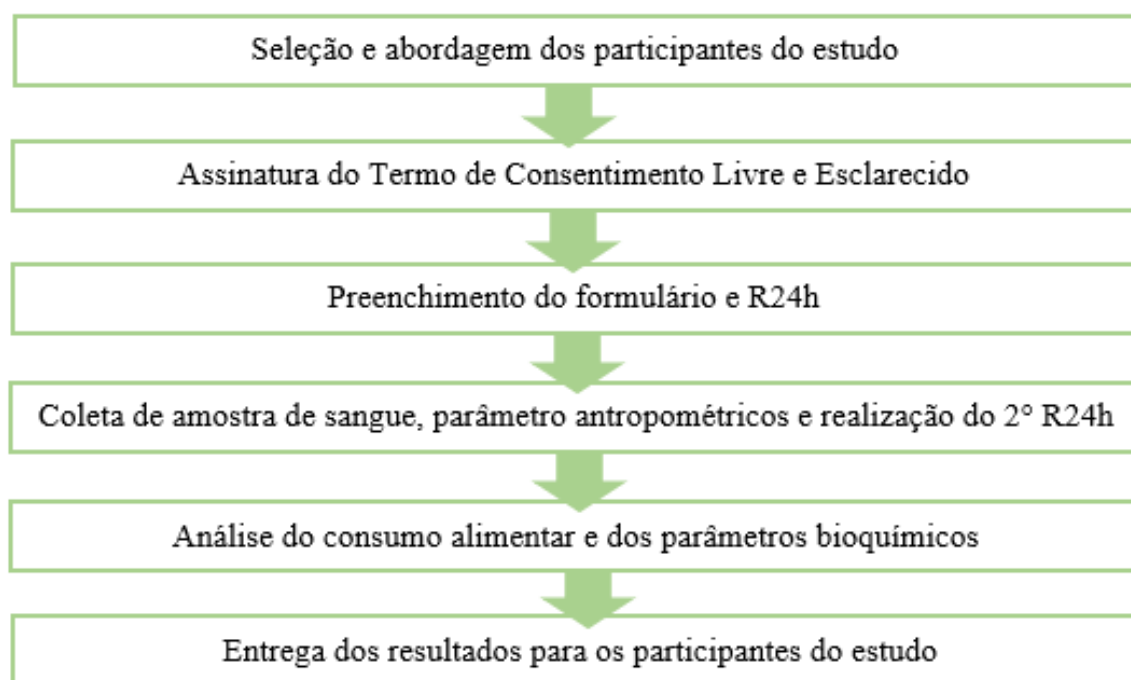 Seleção e abordagem dos participantes do estudo
Assinatura do Termo de Consentimento Livre e Esclarecido
Preenchimento do formulário e R24h
Coleta de amostra de sangue, parâmetro antropométricos e realização do 2° R24h
Análise do consumo alimentar e dos parâmetros bioquímicos
Entrega dos resultados para os participantes do estudo